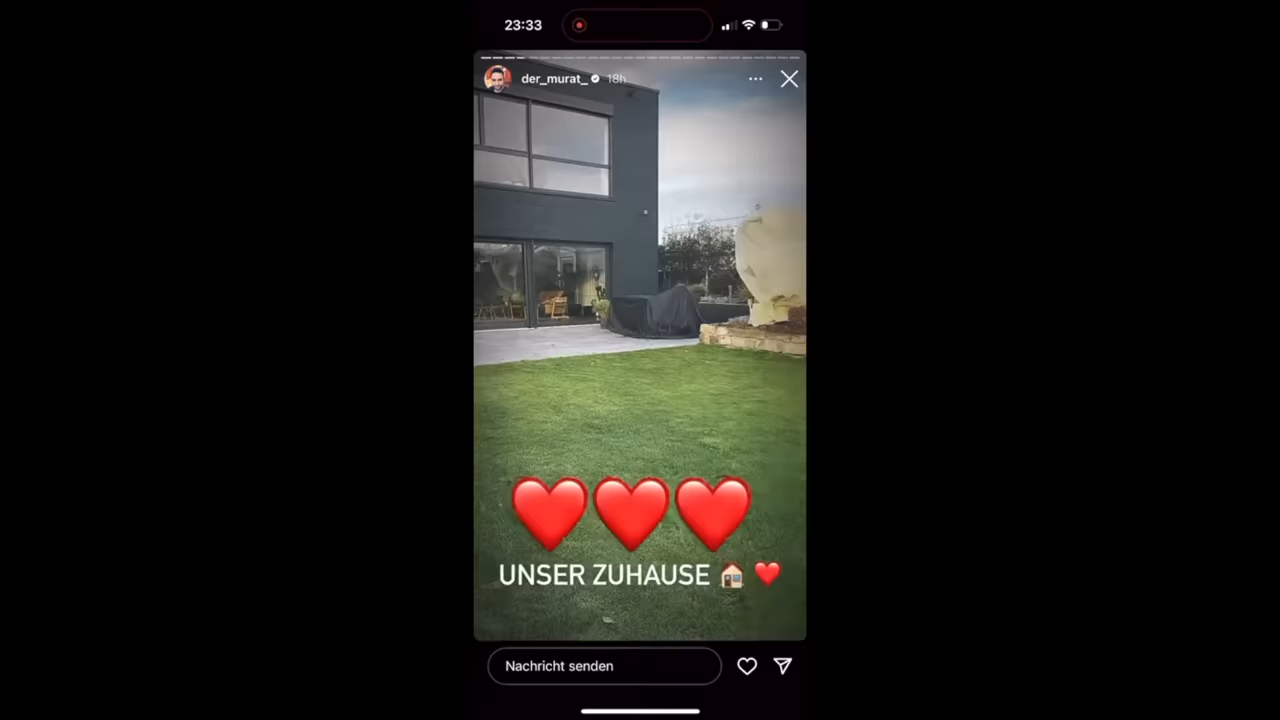 23:33
der_murat_ 18h
UNSER ZUHAUSE 🏠 ❤️
Nachricht senden